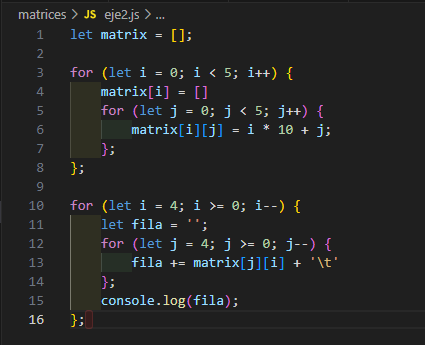 matrices > JS eje2.js > ...
1 let matrix = [];
2
3 for (let i = 0; i < 5; i++) {
4     matrix[i] = []
5     for (let j = 0; j < 5; j++) {
6         matrix[i][j] = i * 10 + j;
7     };
8 };
9
10 for (let i = 4; i >= 0; i--) {
11     let fila = '';
12     for (let j = 4; j >= 0; j--) {
13         fila += matrix[j][i] + '\t'
14     };
15     console.log(fila);
16 };